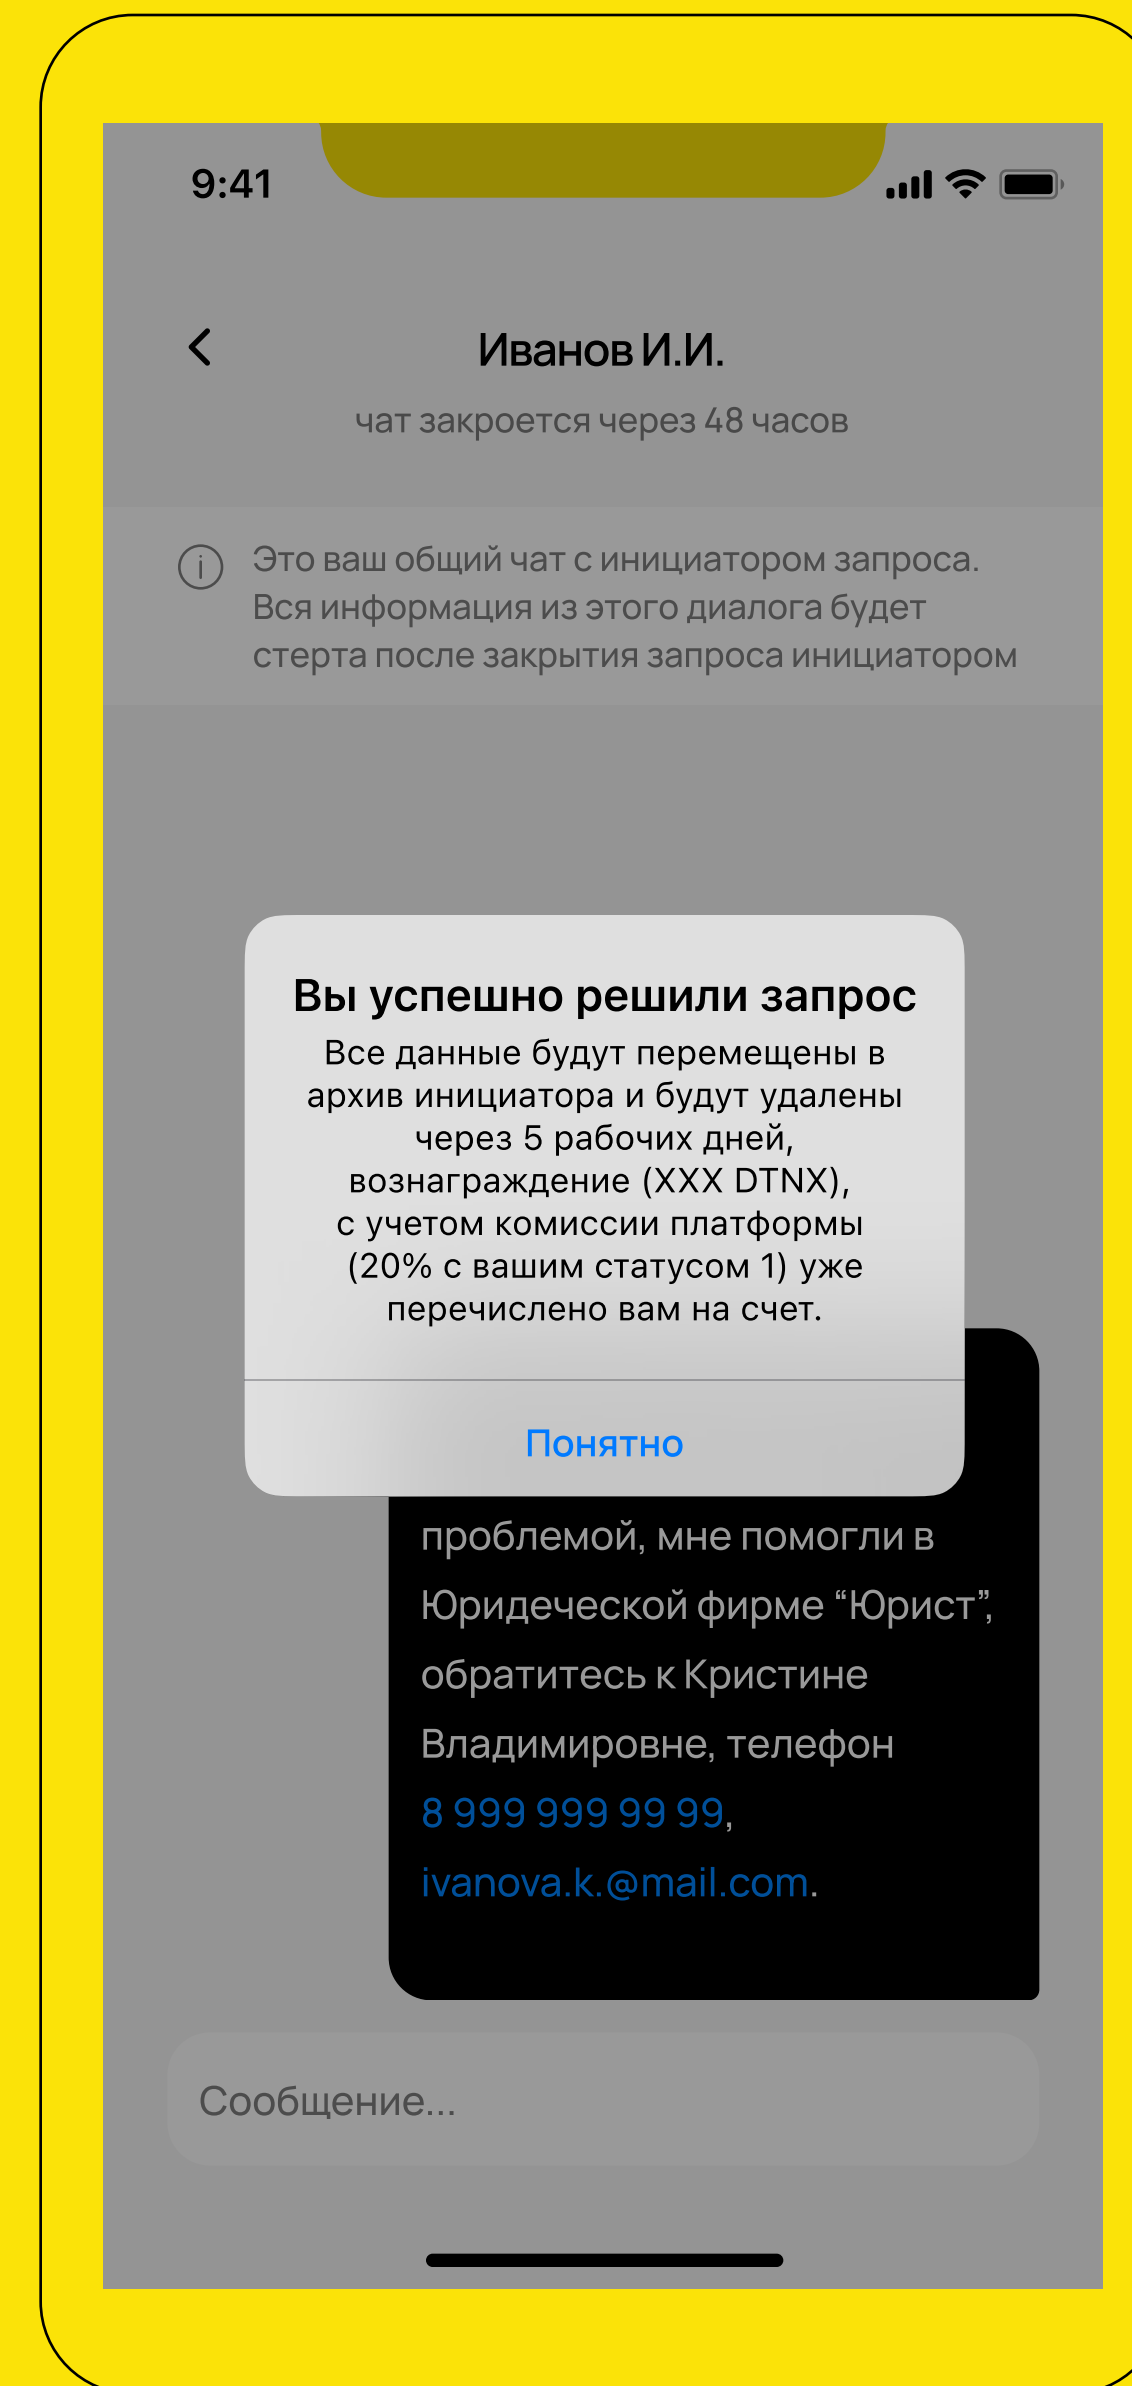 9:41
Иванов И.И.
чат закроется через 48 часов
Это ваш общий чат с инициатором запроса.
Вся информация из этого диалога будет
стерта после закрытия запроса инициатором
Вы успешно решили запрос
Все данные будут перемещены в
архив инициатора и будут удалены
через 5 рабочих дней,
вознаграждение (XXX DTNX),
с учетом комиссии платформы
(20% с вашим статусом 1) уже
перечислено вам на счет.
Понятно
проблемой, мне помогли в
Юридеческой фирме “Юрист”,
обратитесь к Кристине
Владимировне, телефон
8 999 999 99 99,
ivanova.k.@mail.com.
Сообщение...